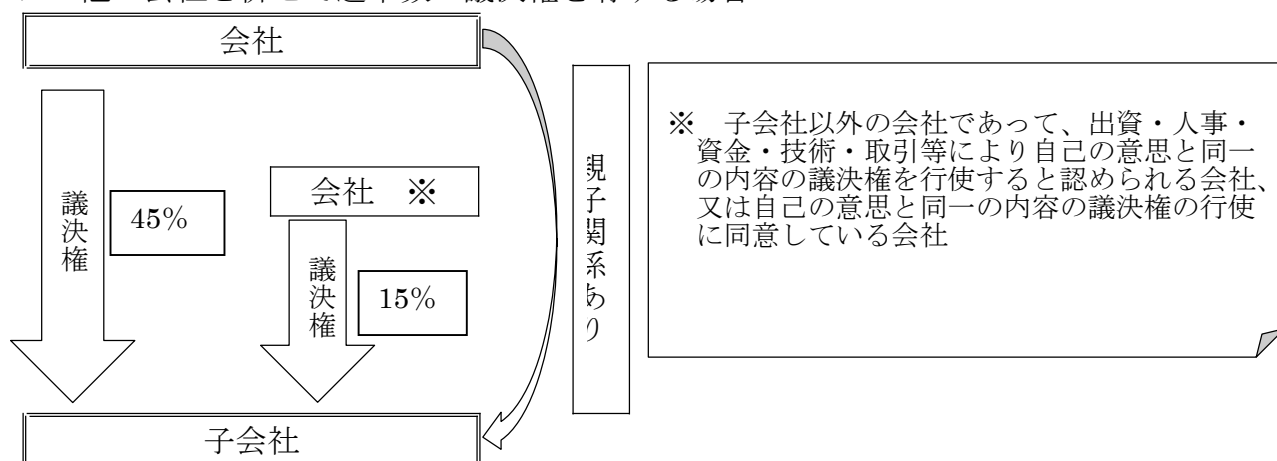 会社
議決権
45%
会社 ※
議決権
15%
子会社
親子関係あり
※ 子会社以外の会社であって、出資・人事・
資金・技術・取引等により自己の意思と同一
の内容の議決権を行使すると認められる会社、
又は自己の意思と同一の内容の議決権の行使
に同意している会社